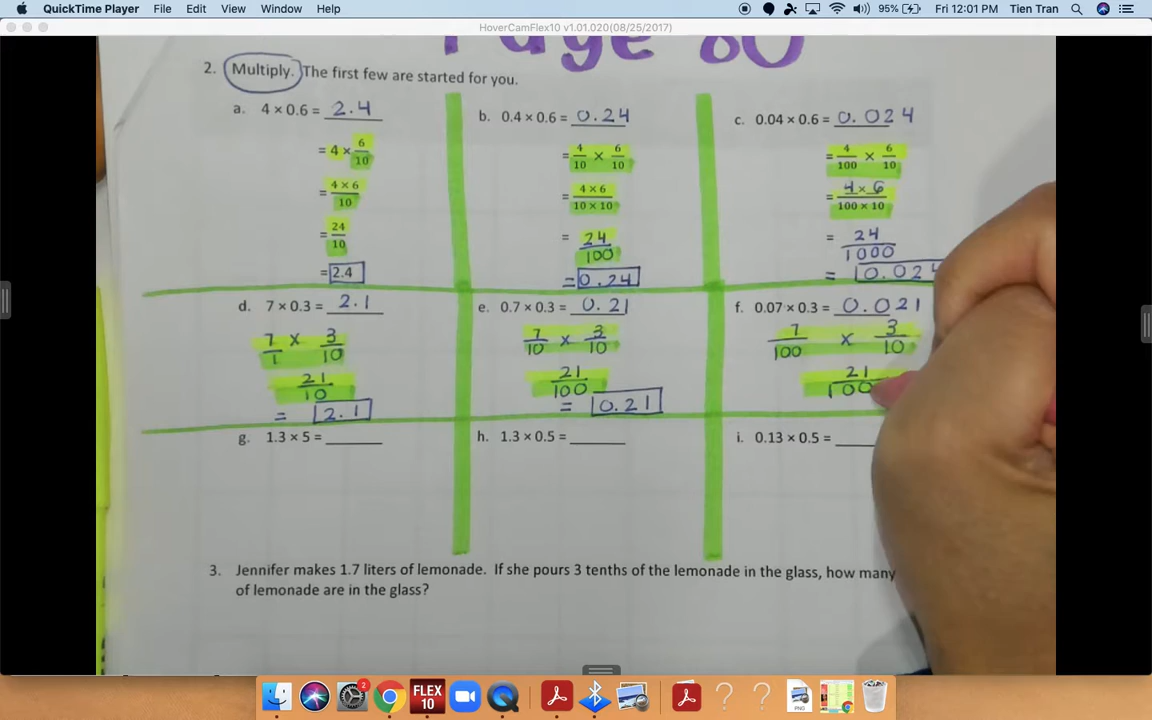 QuickTime Player File Edit View Window Help 95% Fri 12:01 PM Tien Tran
HoverCamFlex10 v1.01.020(08/25/2017)
Page 80
2. Multiply. The first few are started for you.
a. 4 × 0.6 = 2.4
= 4 × 6/10
= 4 × 6/10
= 24/10
= 2.4
b. 0.4 × 0.6 = 0.24
= 4/10 × 6/10
= 4 × 6/10 × 10
= 24/100
= 0.24
c. 0.04 × 0.6 = 0.024
= 4/100 × 6/10
= 4 × 6/100 × 10
= 24/1000
= 0.024
d. 7 × 0.3 = 2.1
7/1 × 3/10
21/10
= 2.1
e. 0.7 × 0.3 = 0.21
7/10 × 3/10
21/100
= 0.21
f. 0.07 × 0.3 = 0.021
7/100 × 3/10
21/100
g. 1.3 × 5 =
h. 1.3 × 0.5 =
i. 0.13 × 0.5 =
3. Jennifer makes 1.7 liters of lemonade. If she pours 3 tenths of the lemonade in the glass, how many
of lemonade are in the glass?
2
FLEX
10
PNG